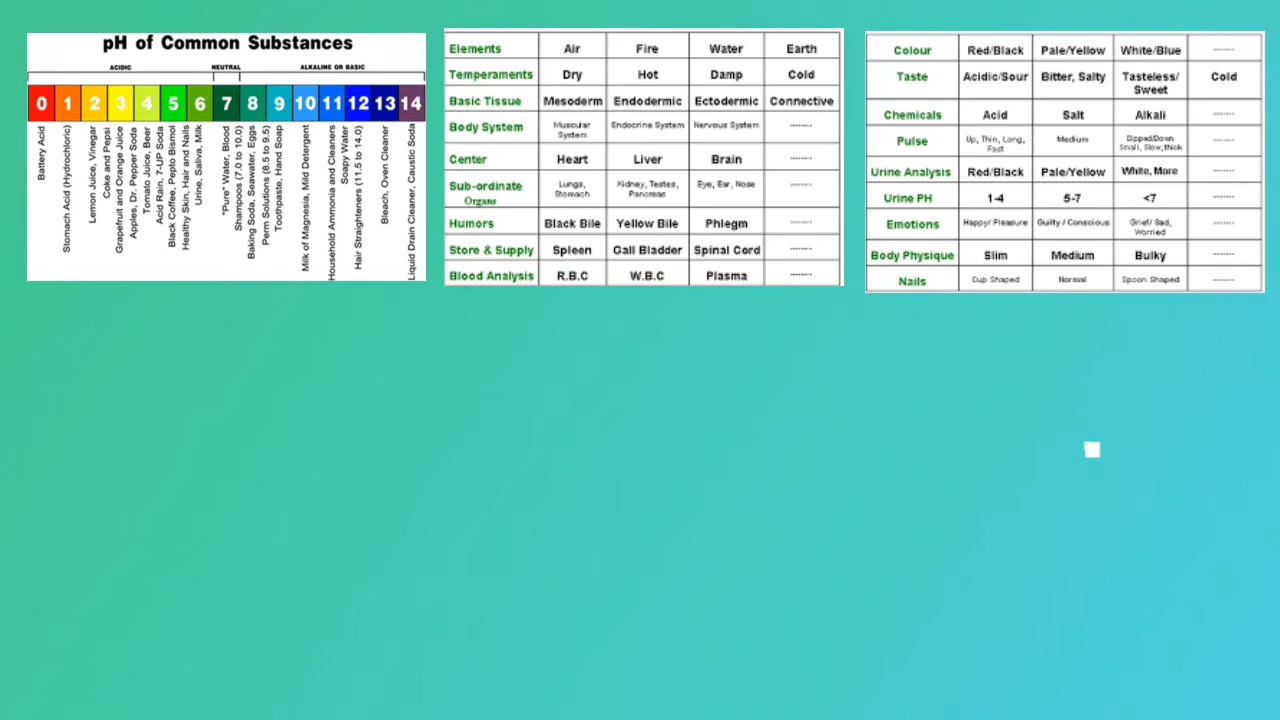 pH of Common Substances
ACIDIC NEUTRAL ALKALINE OR BASIC
0 1 2 3 4 5 6 7 8 9 10 11 12 13 14
Battery Acid
Stomach Acid (Hydrochloric)
Lemon Juice, Vinegar
Coke and Pepsi
Grapefruit and Orange Juice
Apples, Dr. Pepper Soda
Tomato Juice, Beer
Acid Rain, 7-UP Soda
Black Coffee, Pepto Bismol
Healthy Skin, Hair and Nails
Urine, Saliva, Milk
"Pure" Water, Blood
Shampoos (7.0 to 10.0)
Baking Soda, Seawater, Eggs
Perm Solutions (8.5 to 9.5)
Toothpaste, Hand Soap
Milk of Magnesia, Mild Detergent
Household Ammonia and Cleaners
Soapy Water
Hair Straighteners (11.5 to 14.0)
Bleach, Oven Cleaner
Liquid Drain Cleaner, Caustic Soda
Elements Air Fire Water Earth
Temperaments Dry Hot Damp Cold
Basic Tissue Mesoderm Endodermic Ectodermic Connective
Body System Muscular System Endocrine System Nervous System --------
Center Heart Liver Brain --------
Sub-ordinate Organs Lungs, Stomach Kidney, Testes, Pancreas Eye, Ear, Nose --------
Humors Black Bile Yellow Bile Phlegm --------
Store & Supply Spleen Gall Bladder Spinal Cord --------
Blood Analysis R.B.C W.B.C Plasma --------
Colour Red/Black Pale/Yellow White/Blue --------
Taste Acidic/Sour Bitter, Salty Tasteless/ Sweet Cold
Chemicals Acid Salt Alkali --------
Pulse Up, Thin, Long, Fast Medium Dipped/Down Small, Slow,thick --------
Urine Analysis Red/Black Pale/Yellow White, More --------
Urine PH 1-4 5-7 <7 --------
Emotions Happy/ Pleasure Guilty / Conscious Grief/ Sad, Worried --------
Body Physique Slim Medium Bulky --------
Nails Cup Shaped Normal Spoon Shaped --------